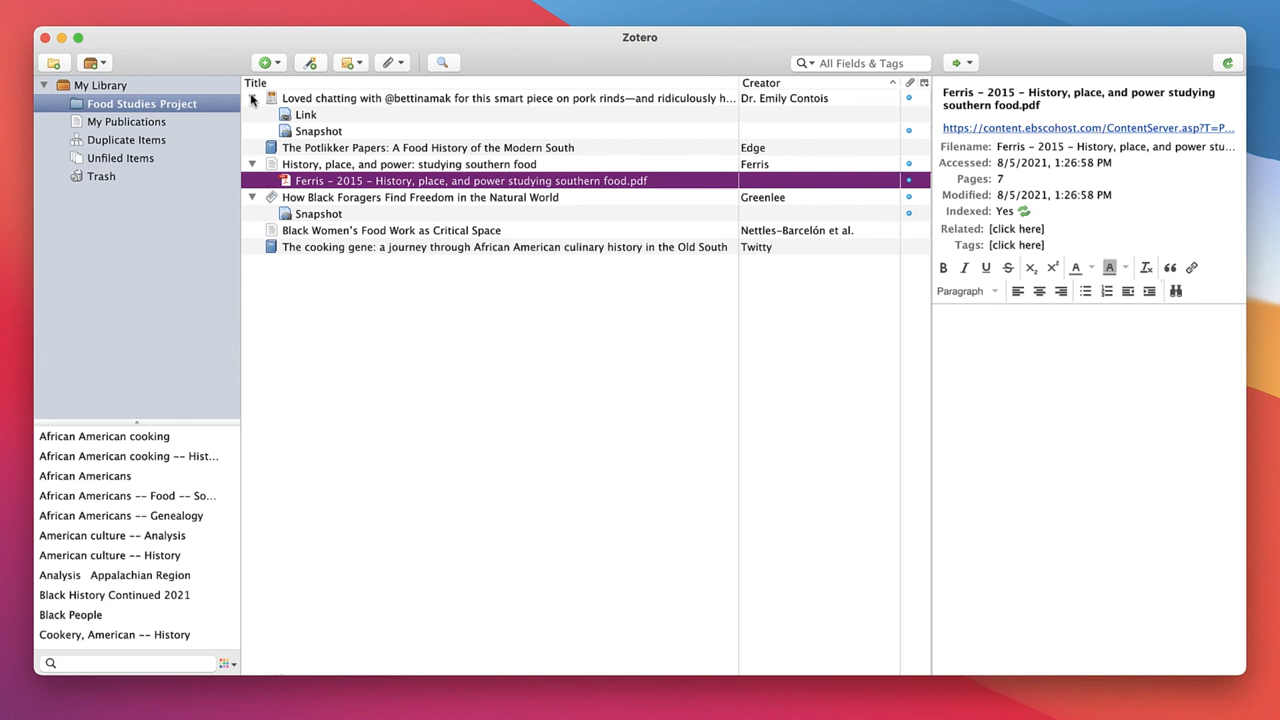 Zotero
All Fields & Tags
My Library
Food Studies Project
My Publications
Duplicate Items
Unfiled Items
Trash
Title
Creator
Loved chatting with @bettinamak for this smart piece on pork rinds—and ridiculously h...
Dr. Emily Contois
Link
Snapshot
The Potlikker Papers: A Food History of the Modern South
Edge
History, place, and power: studying southern food
Ferris
Ferris - 2015 - History, place, and power studying southern food.pdf
How Black Foragers Find Freedom in the Natural World
Greenlee
Snapshot
Black Women's Food Work as Critical Space
Nettles-Barcelón et al.
The cooking gene: a journey through African American culinary history in the Old South
Twitty
Ferris - 2015 - History, place, and power studying
southern food.pdf
https://content.ebscohost.com/ContentServer.asp?T=P...
Filename: Ferris - 2015 - History, place, and power stu...
Accessed: 8/5/2021, 1:26:58 PM
Pages: 7
Modified: 8/5/2021, 1:26:58 PM
Indexed: Yes
Related: [click here]
Tags: [click here]
B I U S X₂ X² A A Tx
Paragraph
African American cooking
African American cooking -- Hist...
African Americans
African Americans -- Food -- So...
African Americans -- Genealogy
American culture -- Analysis
American culture -- History
Analysis Appalachian Region
Black History Continued 2021
Black People
Cookery, American -- History